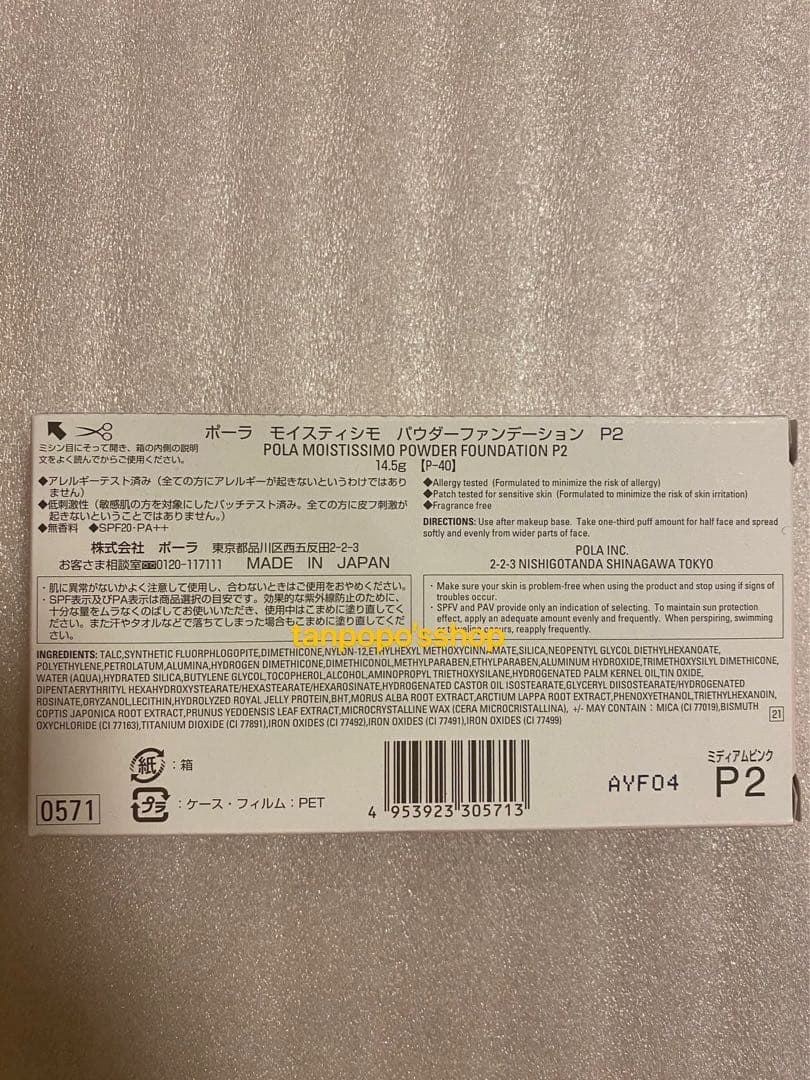 ポーラ モイスティシモ パウダーファンデーション P2
POLA MOISTISSIMO POWDER FOUNDATION P2
14.5g 【P-40】
ミシン目にそって開き、箱の内側の説明
文をよく読んでからご使用ください。
◆アレルギーテスト済み（全ての方にアレルギーが起きないというわけではあり
ません）
◆低刺激性（敏感肌の方を対象にしたパッチテスト済み。全ての方に皮フ刺激が
起きないということではありません。）
◆無香料 ◆SPF20・PA++
株式会社 ポーラ 東京都品川区西五反田2-2-3
お客さま相談室 0120-117111 MADE IN JAPAN
◆Allergy tested (Formulated to minimize the risk of allergy)
◆Patch tested for sensitive skin (Formulated to minimize the risk of skin irritation)
◆Fragrance free
DIRECTIONS: Use after makeup base. Take one-third puff amount for half face and spread
softly and evenly from wider parts of face.
POLA INC.
2-2-3 NISHIGOTANDA SHINAGAWA TOKYO
・肌に異常がないかよく注意して使用し、合わないときはご使用をおやめください。
・SPF表示及びPA表示は商品選択の目安です。効果的な紫外線防止のために、
十分な量をムラなくのばしてお使いいただき、使用中はこまめに塗り直してく
ださい。また汗やタオルなどで落ちてしまった場合もこまめに塗り直してくだ
さい。
・Make sure your skin is problem-free when using the product and stop using if signs of
troubles occur.
・SPFV and PAV provide only an indication of selecting. To maintain sun protection
effect, apply an adequate amount evenly and frequently. When perspiring, swimming
occurs, reapply frequently.
tanpopo'sshop
INGREDIENTS: TALC,SYNTHETIC FLUORPHLOGOPITE,DIMETHICONE,NYLON-12,ETHYLHEXYL METHOXYCINNAMATE,SILICA,NEOPENTYL GLYCOL DIETHYLHEXANOATE,
POLYETHYLENE,PETROLATUM,ALUMINA,HYDROGEN DIMETHICONE,DIMETHICONOL,METHYLPARABEN,ETHYLPARABEN,ALUMINUM HYDROXIDE,TRIMETHOXYSILYL DIMETHICONE,
WATER (AQUA),HYDRATED SILICA,BUTYLENE GLYCOL,TOCOPHEROL,ALCOHOL,AMINOPROPYL TRIETHOXYSILANE,HYDROGENATED PALM KERNEL OIL,TIN OXIDE,
DIPENTAERYTHRITYL HEXAHYDROXYSTEARATE/HEXASTEARATE/HEXAROSINATE,HYDROGENATED CASTOR OIL ISOSTEARATE,GLYCERYL DIISOSTEARATE/HYDROGENATED
ROSINATE,ORYZANOL,LECITHIN,HYDROLYZED ROYAL JELLY PROTEIN,BHT,MORUS ALBA ROOT EXTRACT,ARCTIUM LAPPA ROOT EXTRACT,PHENOXYETHANOL,TRIETHYLHEXANOIN,
COPTIS JAPONICA ROOT EXTRACT,PRUNUS YEDOENSIS LEAF EXTRACT,MICROCRYSTALLINE WAX (CERA MICROCRISTALLINA), +/- MAY CONTAIN：MICA (CI 77019),BISMUTH
OXYCHLORIDE (CI 77163),TITANIUM DIOXIDE (CI 77891),IRON OXIDES (CI 77492),IRON OXIDES (CI 77491),IRON OXIDES (CI 77499)
21
紙：箱
プラ：ケース・フィルム：PET
0571
4 953923 305713
AYF04
ミディアムピンク
P2